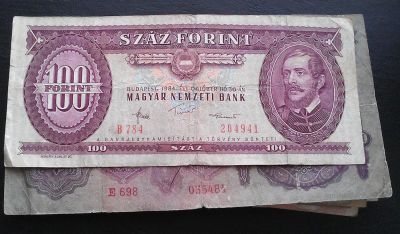 SZÁZ FORINT
100
FORINT
BUDAPEST, 1984. ÉVI OKTÓBER HÓ 30-ÁN
MAGYAR NEMZETI BANK
B 784 204941
A BANKJEGYHAMISÍTÁST A TÖRVÉNY BÜNTETI
100 SZÁZ 100
E 698 035482